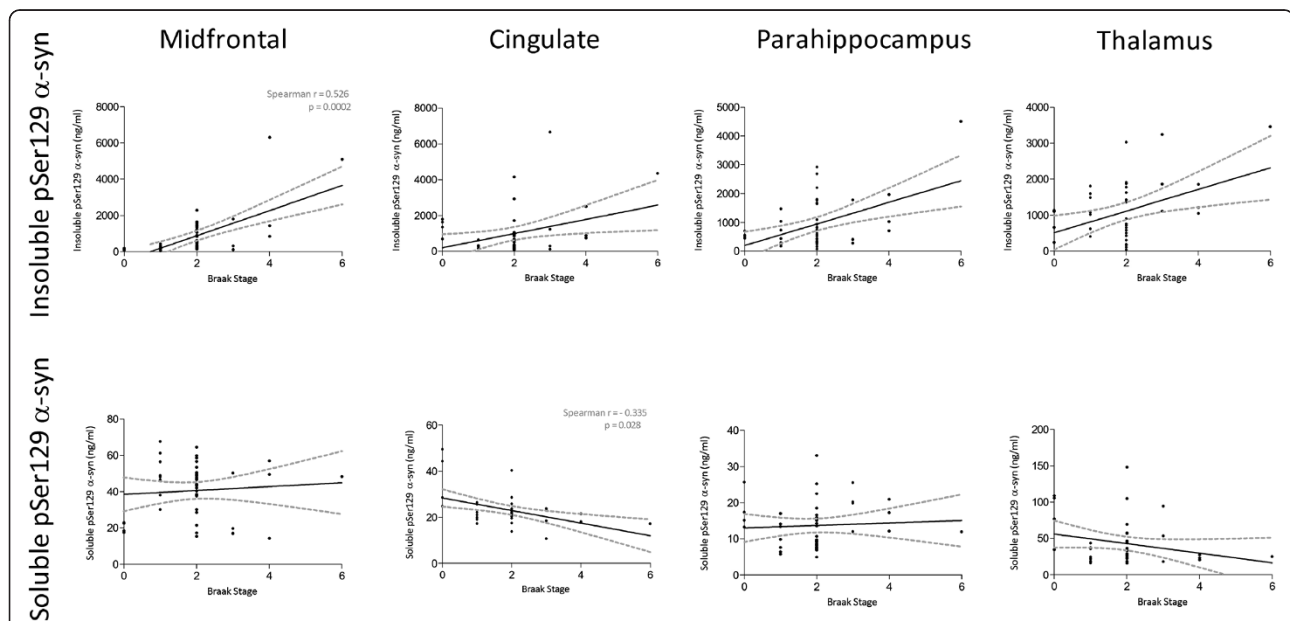 Midfrontal Cingulate Parahippocampus Thalamus
Insoluble pSer129 α-syn
Spearman r = 0.526
p = 0.0002
Insoluble pSer129 α-syn (ng/ml)
8000
6000
4000
2000
0
0 2 4 6
Braak Stage
Insoluble pSer129 α-syn (ng/ml)
8000
6000
4000
2000
0
0 2 4 6
Braak Stage
Insoluble pSer129 α-syn (ng/ml)
5000
4000
3000
2000
1000
0
0 2 4 6
Braak Stage
Insoluble pSer129 α-syn (ng/ml)
4000
3000
2000
1000
0
0 2 4 6
Braak Stage
Soluble pSer129 α-syn
Soluble pSer129 α-syn (ng/ml)
80
60
40
20
0
0 2 4 6
Braak Stage
Spearman r = - 0.335
p = 0.028
Soluble pSer129 α-syn (ng/ml)
60
40
20
0
0 2 4 6
Braak Stage
Soluble pSer129 α-syn (ng/ml)
40
30
20
10
0
0 2 4 6
Braak Stage
Soluble pSer129 α-syn (ng/ml)
200
150
100
50
0
0 2 4 6
Braak Stage